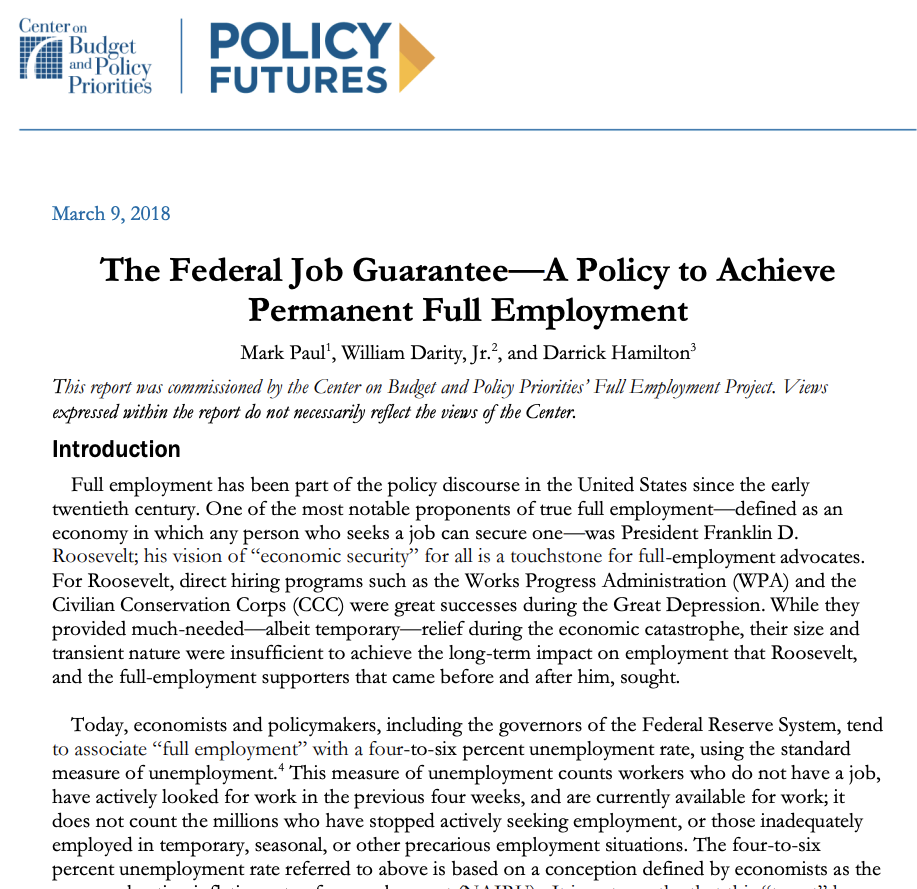 Center on
Budget
and Policy
Priorities
POLICY
FUTURES
March 9, 2018
The Federal Job Guarantee—A Policy to Achieve
Permanent Full Employment
Mark Paul1, William Darity, Jr.2, and Darrick Hamilton3
This report was commissioned by the Center on Budget and Policy Priorities’ Full Employment Project. Views
expressed within the report do not necessarily reflect the views of the Center.
Introduction
Full employment has been part of the policy discourse in the United States since the early
twentieth century. One of the most notable proponents of true full employment—defined as an
economy in which any person who seeks a job can secure one—was President Franklin D.
Roosevelt; his vision of “economic security” for all is a touchstone for full-employment advocates.
For Roosevelt, direct hiring programs such as the Works Progress Administration (WPA) and the
Civilian Conservation Corps (CCC) were great successes during the Great Depression. While they
provided much-needed—albeit temporary—relief during the economic catastrophe, their size and
transient nature were insufficient to achieve the long-term impact on employment that Roosevelt,
and the full-employment supporters that came before and after him, sought.
Today, economists and policymakers, including the governors of the Federal Reserve System, tend
to associate “full employment” with a four-to-six percent unemployment rate, using the standard
measure of unemployment.4 This measure of unemployment counts workers who do not have a job,
have actively looked for work in the previous four weeks, and are currently available for work; it
does not count the millions who have stopped actively seeking employment, or those inadequately
employed in temporary, seasonal, or other precarious employment situations. The four-to-six
percent unemployment rate referred to above is based on a conception defined by economists as the